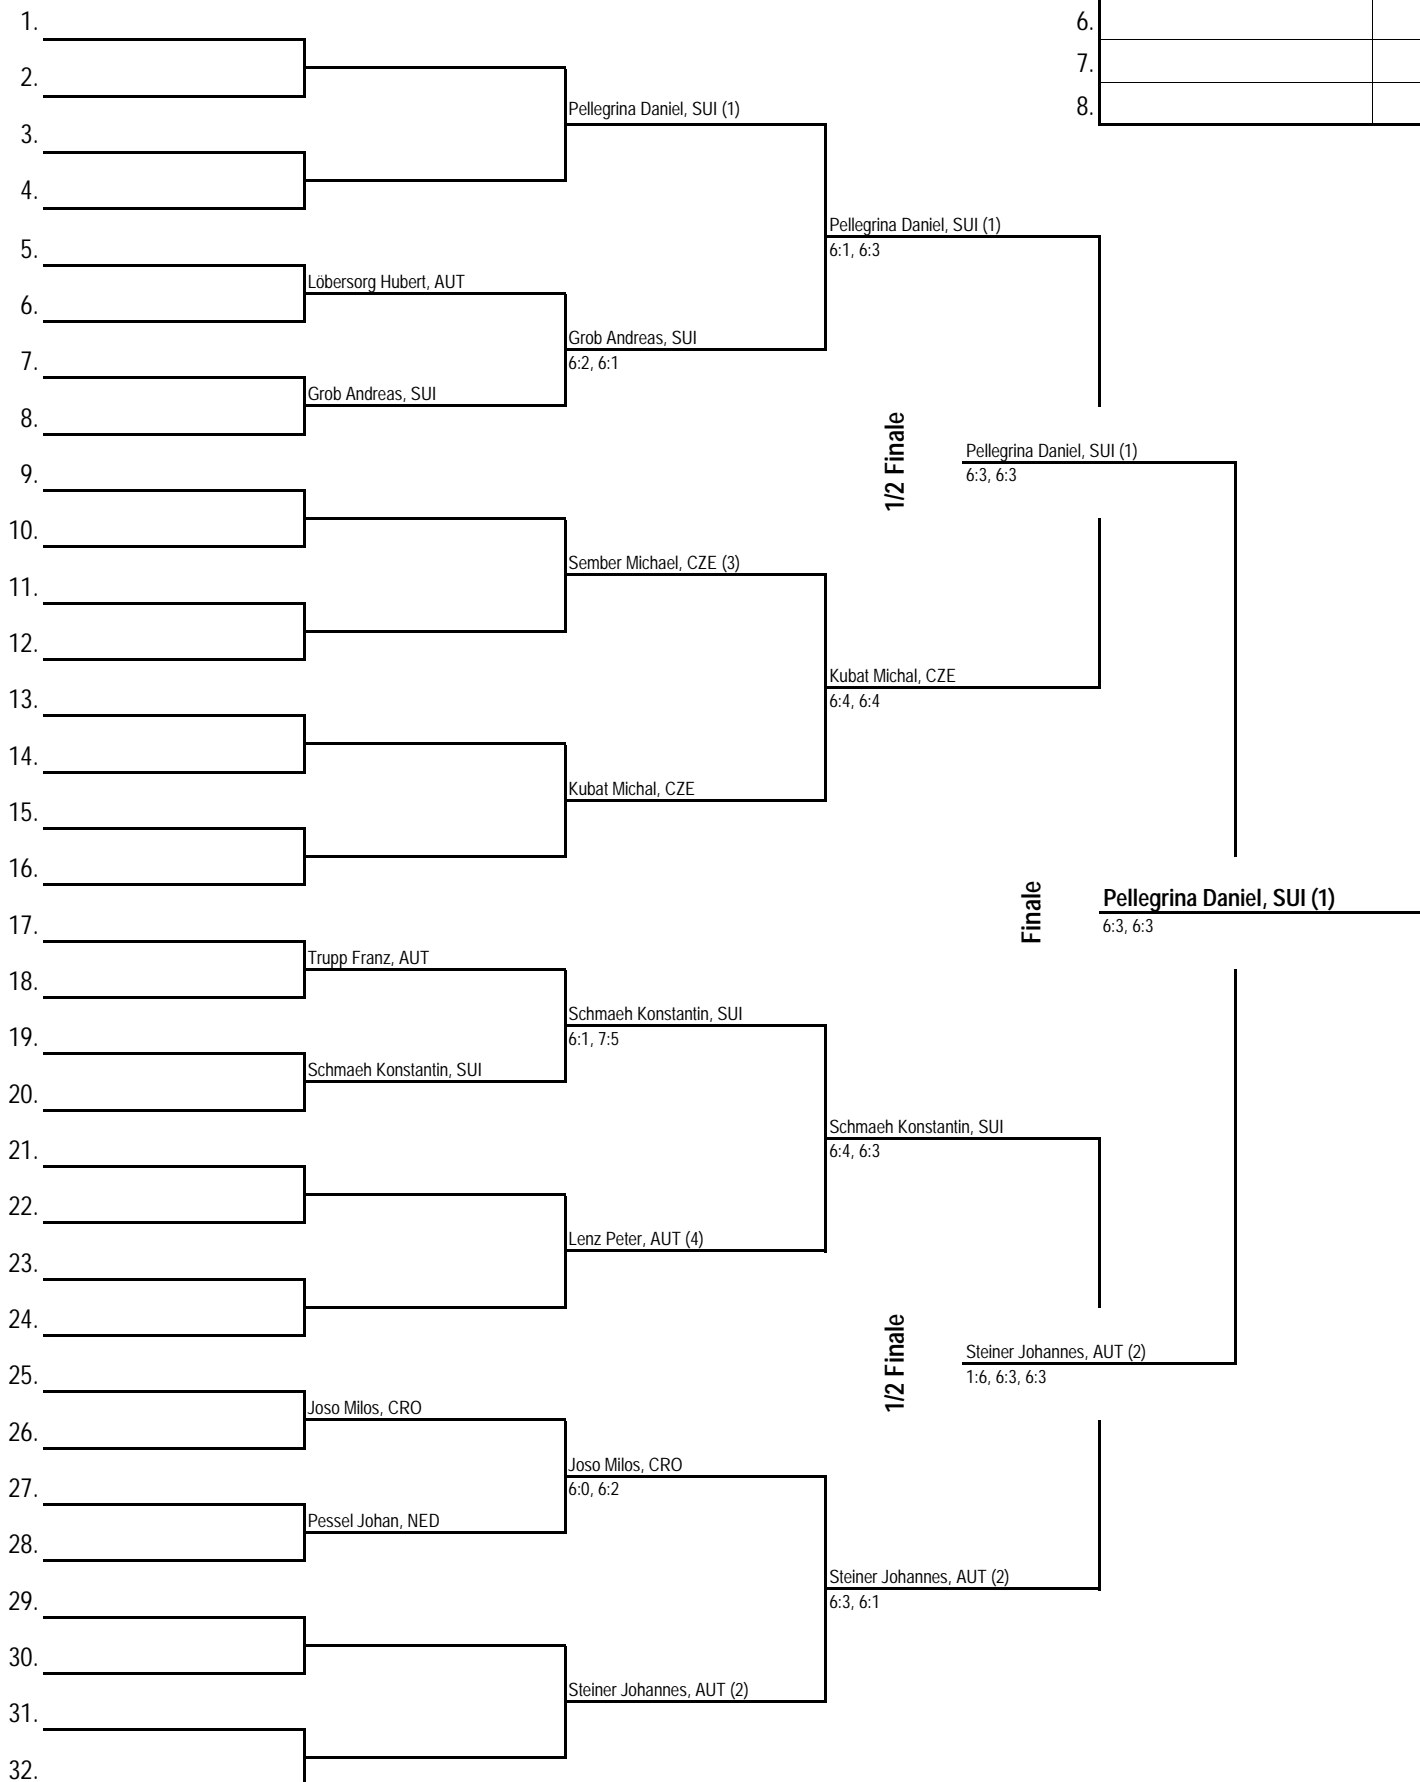 1.
6.
2.
7.
Pellegrina Daniel, SUI (1)
8.
3.
4.
Pellegrina Daniel, SUI (1)
6:1, 6:3
5.
Löbersorg Hubert, AUT
6.
Grob Andreas, SUI
6:2, 6:1
7.
Grob Andreas, SUI
8.
1/2 Finale
Pellegrina Daniel, SUI (1)
6:3, 6:3
9.
10.
Sember Michael, CZE (3)
11.
12.
Kubat Michal, CZE
6:4, 6:4
13.
14.
Kubat Michal, CZE
15.
16.
Finale
Pellegrina Daniel, SUI (1)
6:3, 6:3
17.
Trupp Franz, AUT
18.
Schmaeh Konstantin, SUI
6:1, 7:5
19.
Schmaeh Konstantin, SUI
20.
Schmaeh Konstantin, SUI
6:4, 6:3
21.
22.
Lenz Peter, AUT (4)
23.
24.
1/2 Finale
Steiner Johannes, AUT (2)
1:6, 6:3, 6:3
25.
Joso Milos, CRO
26.
Joso Milos, CRO
6:0, 6:2
27.
Pessel Johan, NED
28.
Steiner Johannes, AUT (2)
6:3, 6:1
29.
30.
Steiner Johannes, AUT (2)
31.
32.